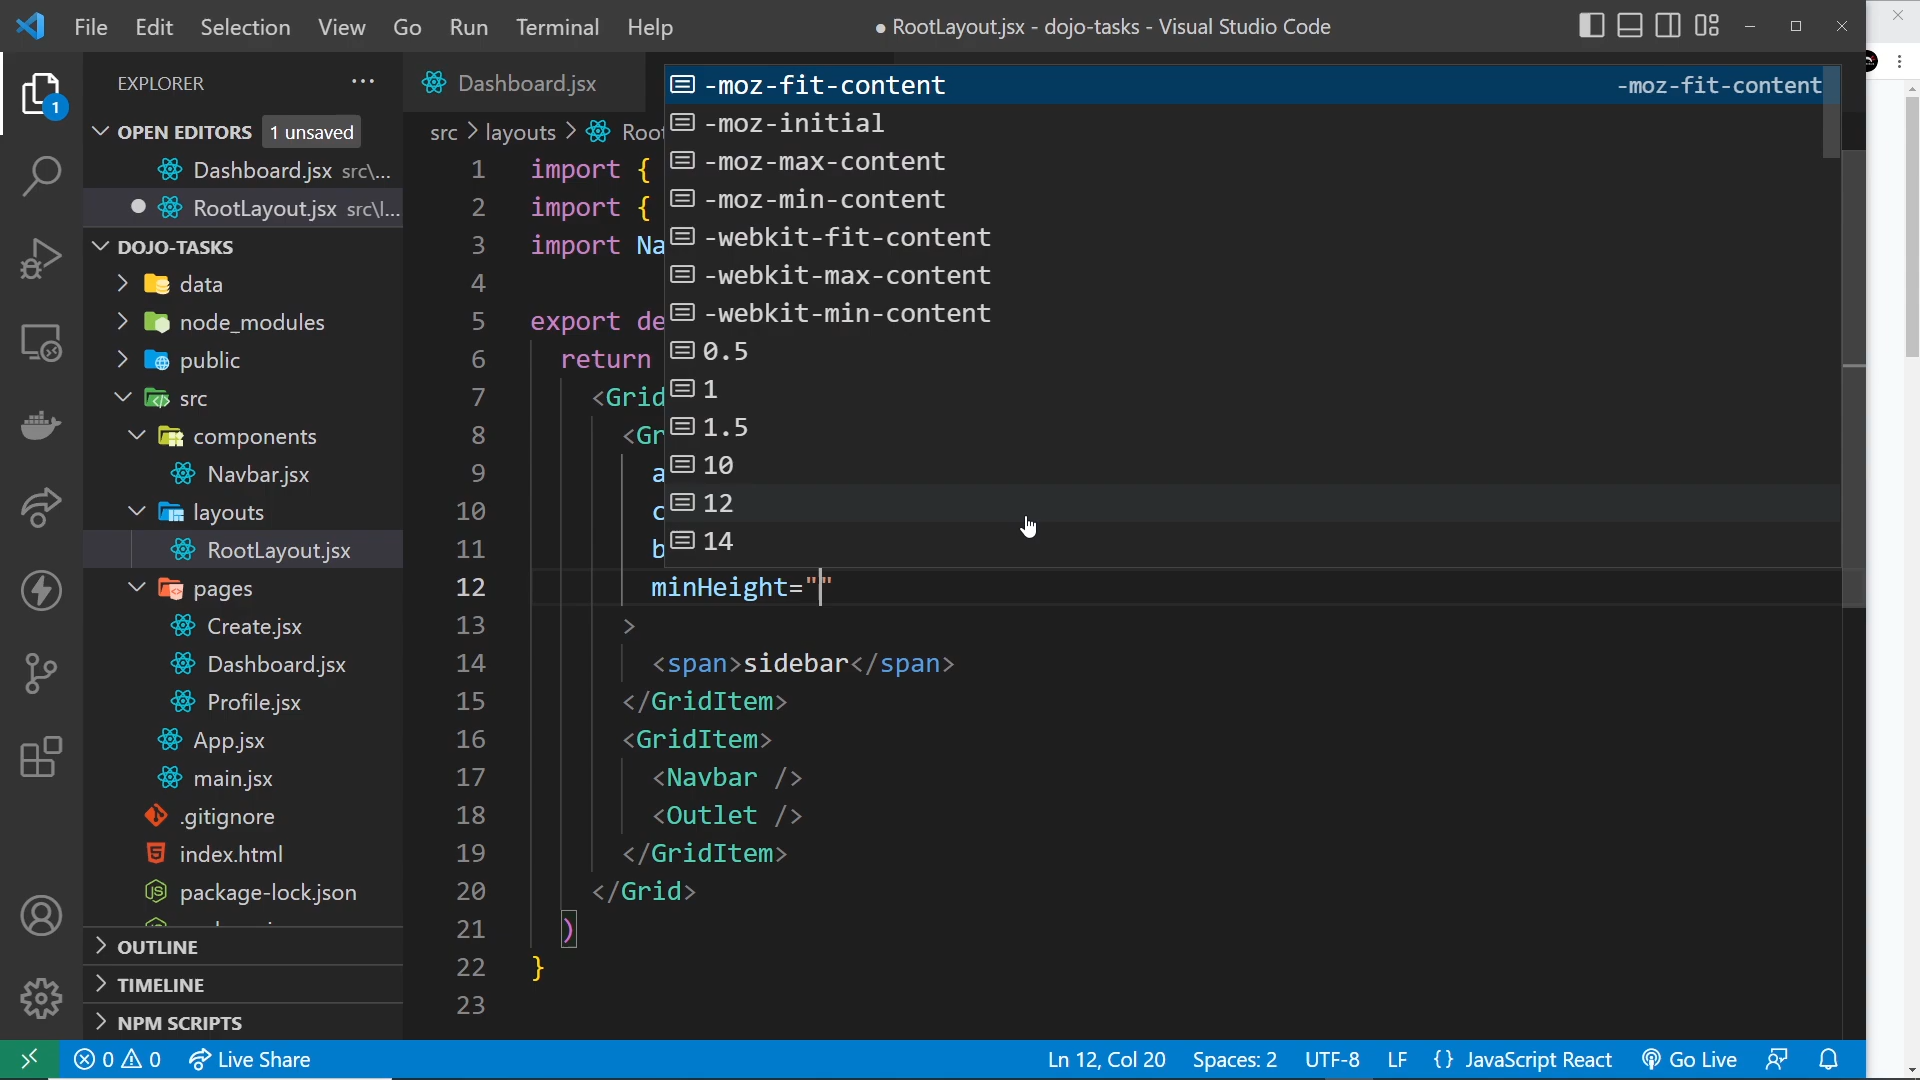 File Edit Selection View Go Run Terminal Help
● RootLayout.jsx - dojo-tasks - Visual Studio Code
EXPLORER
1
OPEN EDITORS 1 unsaved
Dashboard.jsx src\...
RootLayout.jsx src\l...
DOJO-TASKS
data
node_modules
public
src
components
Navbar.jsx
layouts
RootLayout.jsx
pages
Create.jsx
Dashboard.jsx
Profile.jsx
App.jsx
main.jsx
.gitignore
index.html
package-lock.json
OUTLINE
TIMELINE
NPM SCRIPTS
Dashboard.jsx
src > layouts > Root
1 import {
2 import {
3 import Na
4
5 export de
6 return
7 <Grid
8 <Gr
9 a
10 c
11 b
12 minHeight=""
13 >
14 <span>sidebar</span>
15 </GridItem>
16 <GridItem>
17 <Navbar />
18 <Outlet />
19 </GridItem>
20 </Grid>
21 )
22 }
23
-moz-fit-content -moz-fit-content
-moz-initial
-moz-max-content
-moz-min-content
-webkit-fit-content
-webkit-max-content
-webkit-min-content
0.5
1
1.5
10
12
14
0 0 Live Share
Ln 12, Col 20 Spaces: 2 UTF-8 LF {} JavaScript React Go Live